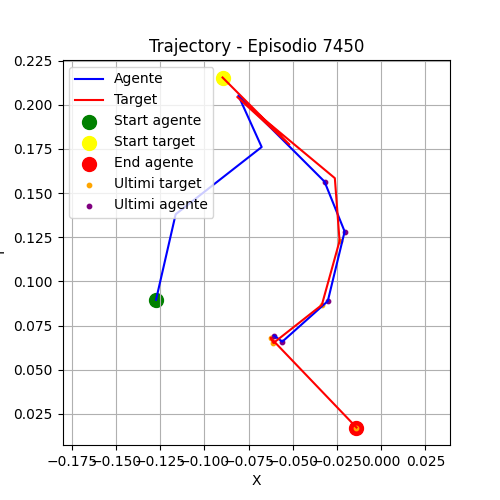 Trajectory - Episodio 7450
0.225
0.200
0.175
0.150
0.125
0.100
0.075
0.050
0.025
Agente
Target
Start agente
Start target
End agente
Ultimi target
Ultimi agente
−0.175 −0.150 −0.125 −0.100 −0.075 −0.050 −0.025 0.000 0.025
X